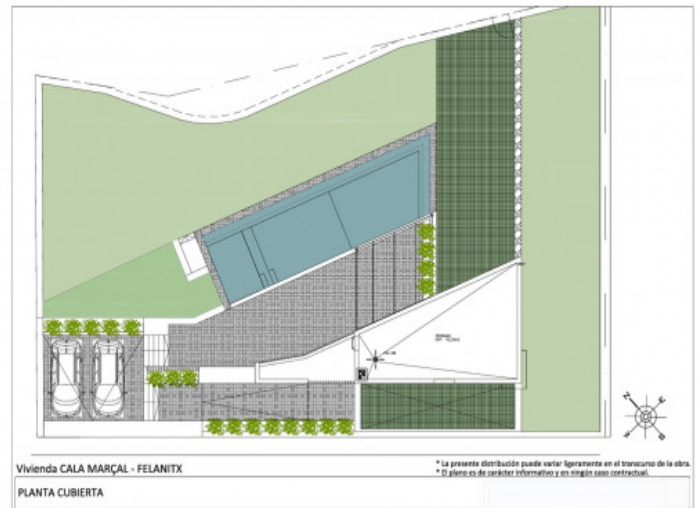 Vivienda CALA MARÇAL - FELANITX
* La presente distribución puede variar ligeramente en el transcurso de la obra.
* El plano es de carácter informativo y en ningún caso contractual.
PLANTA CUBIERTA